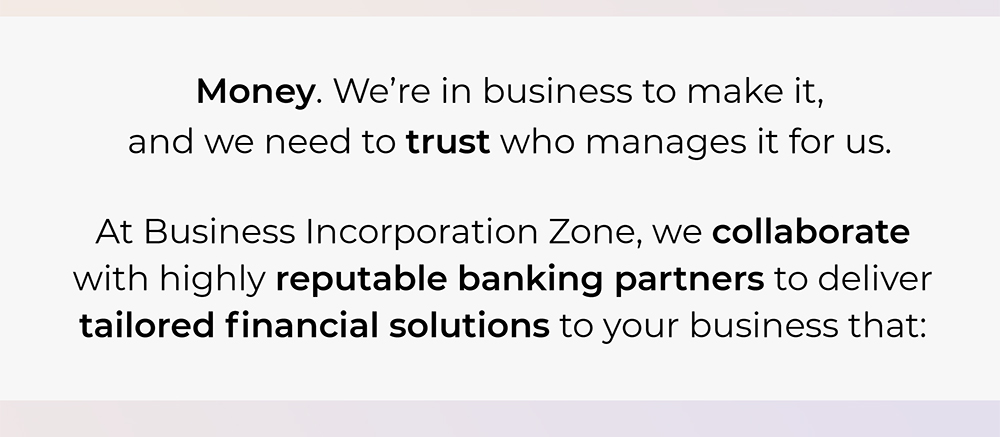 Money. We’re in business to make it,
and we need to trust who manages it for us.
At Business Incorporation Zone, we collaborate
with highly reputable banking partners to deliver
tailored financial solutions to your business that: